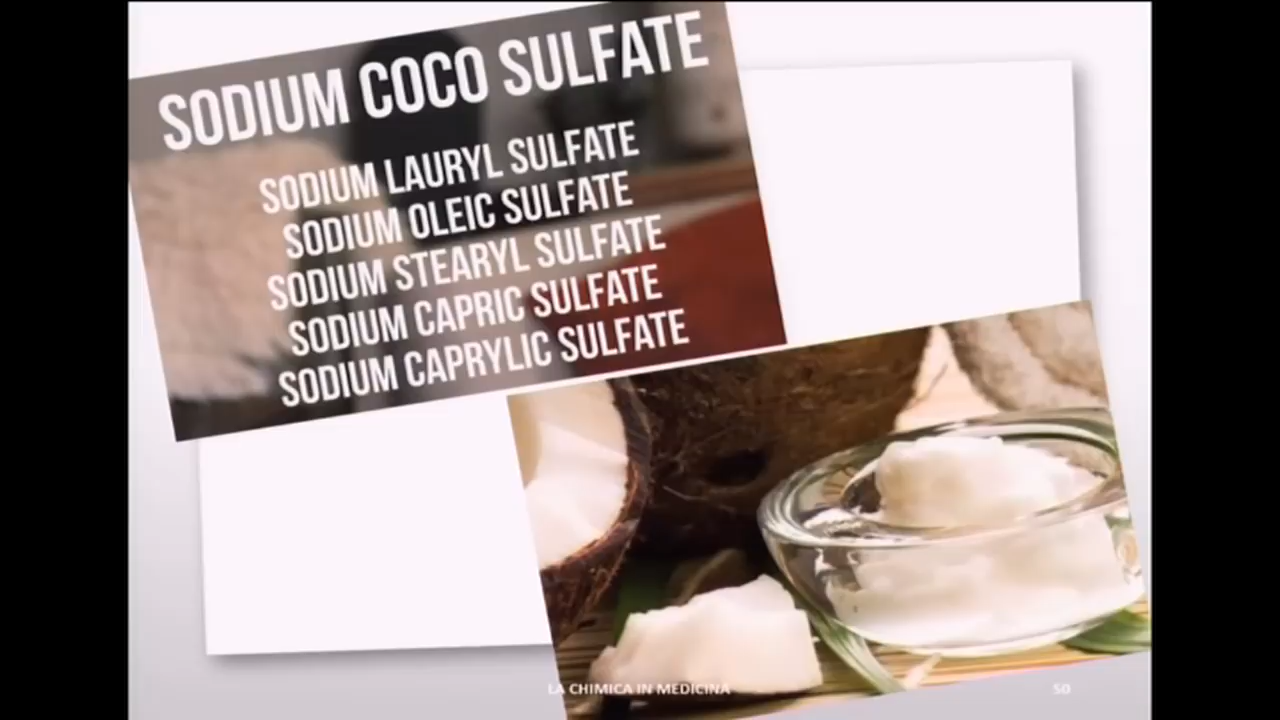 SODIUM COCO SULFATE
SODIUM LAURYL SULFATE
SODIUM OLEIC SULFATE
SODIUM STEARYL SULFATE
SODIUM CAPRIC SULFATE
SODIUM CAPRYLIC SULFATE
LA CHIMICA IN MEDICINA
50